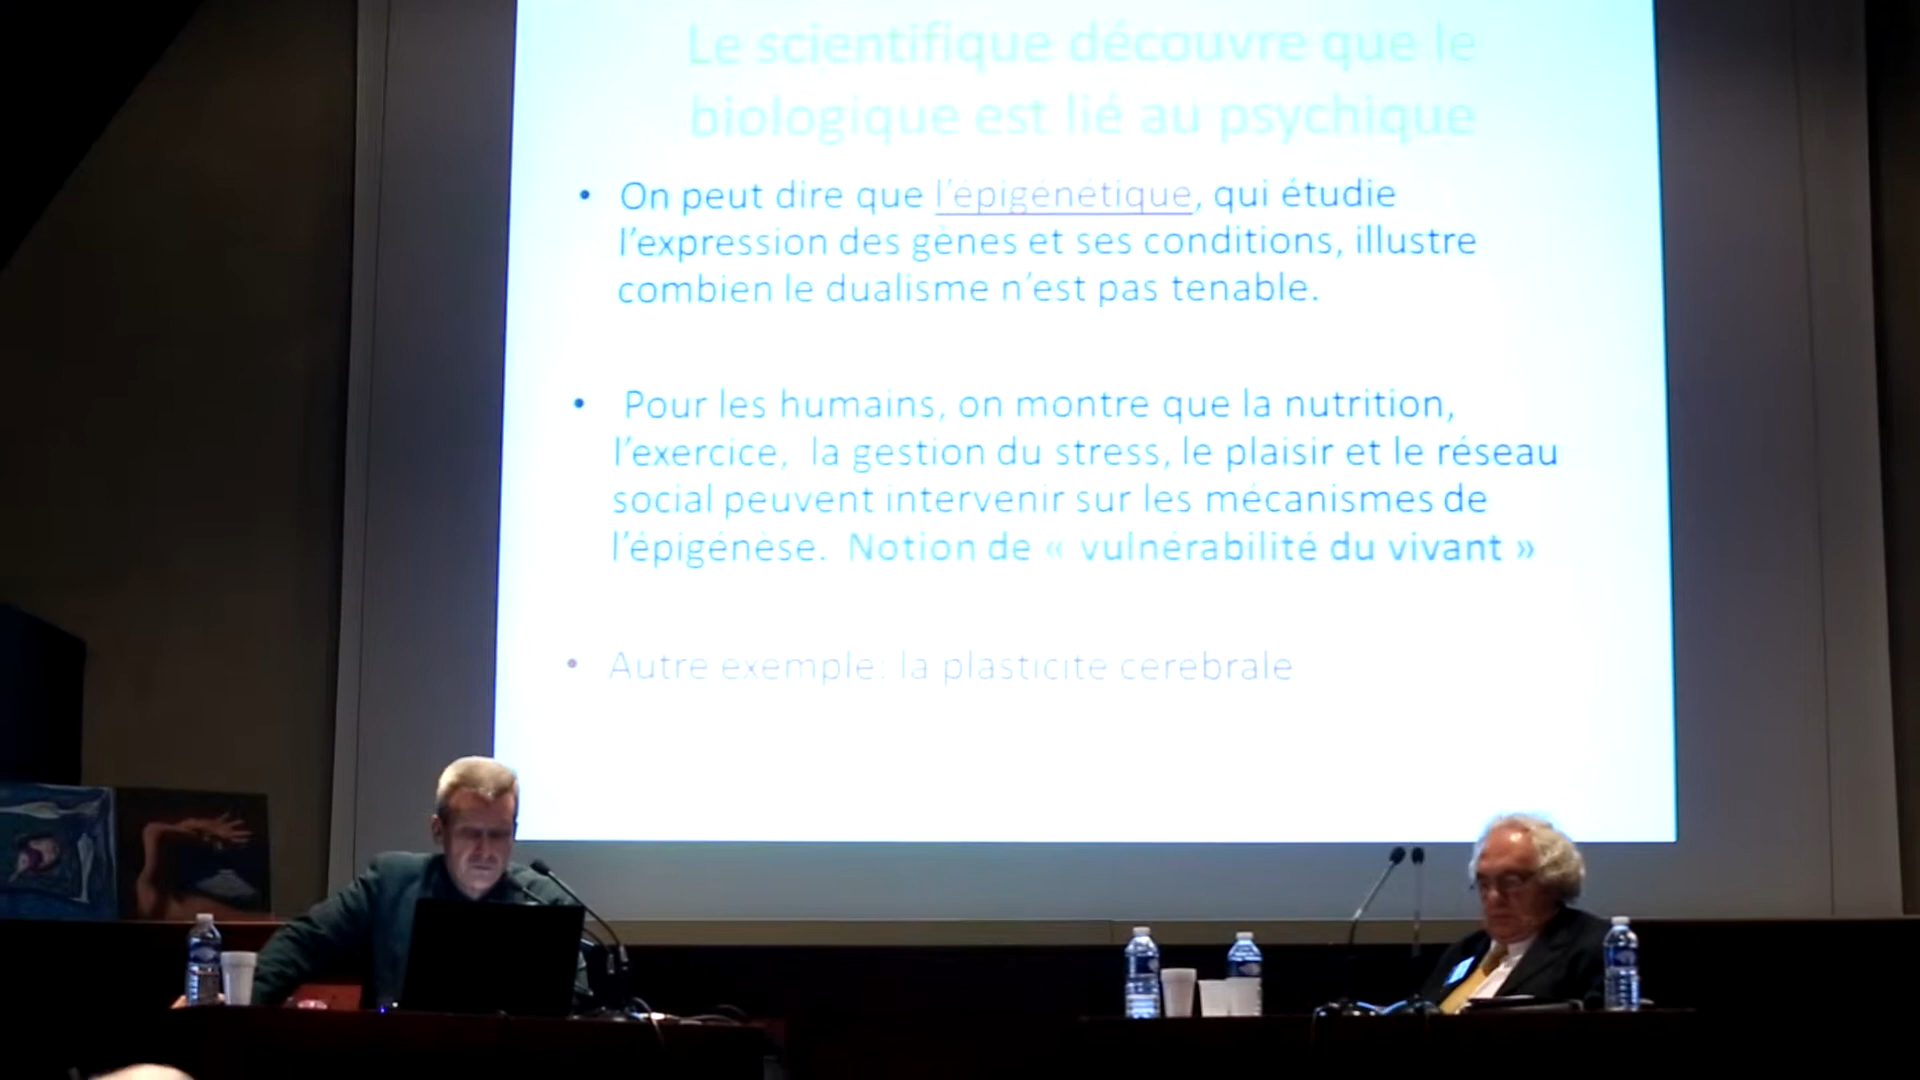 Le scientifique découvre que le
biologique est lié au psychique
• On peut dire que l'épigénétique, qui étudie
l'expression des gènes et ses conditions, illustre
combien le dualisme n'est pas tenable.
• Pour les humains, on montre que la nutrition,
l'exercice, la gestion du stress, le plaisir et le réseau
social peuvent intervenir sur les mécanismes de
l'épigénèse. Notion de « vulnérabilité du vivant »
• Autre exemple: la plasticité cérébrale